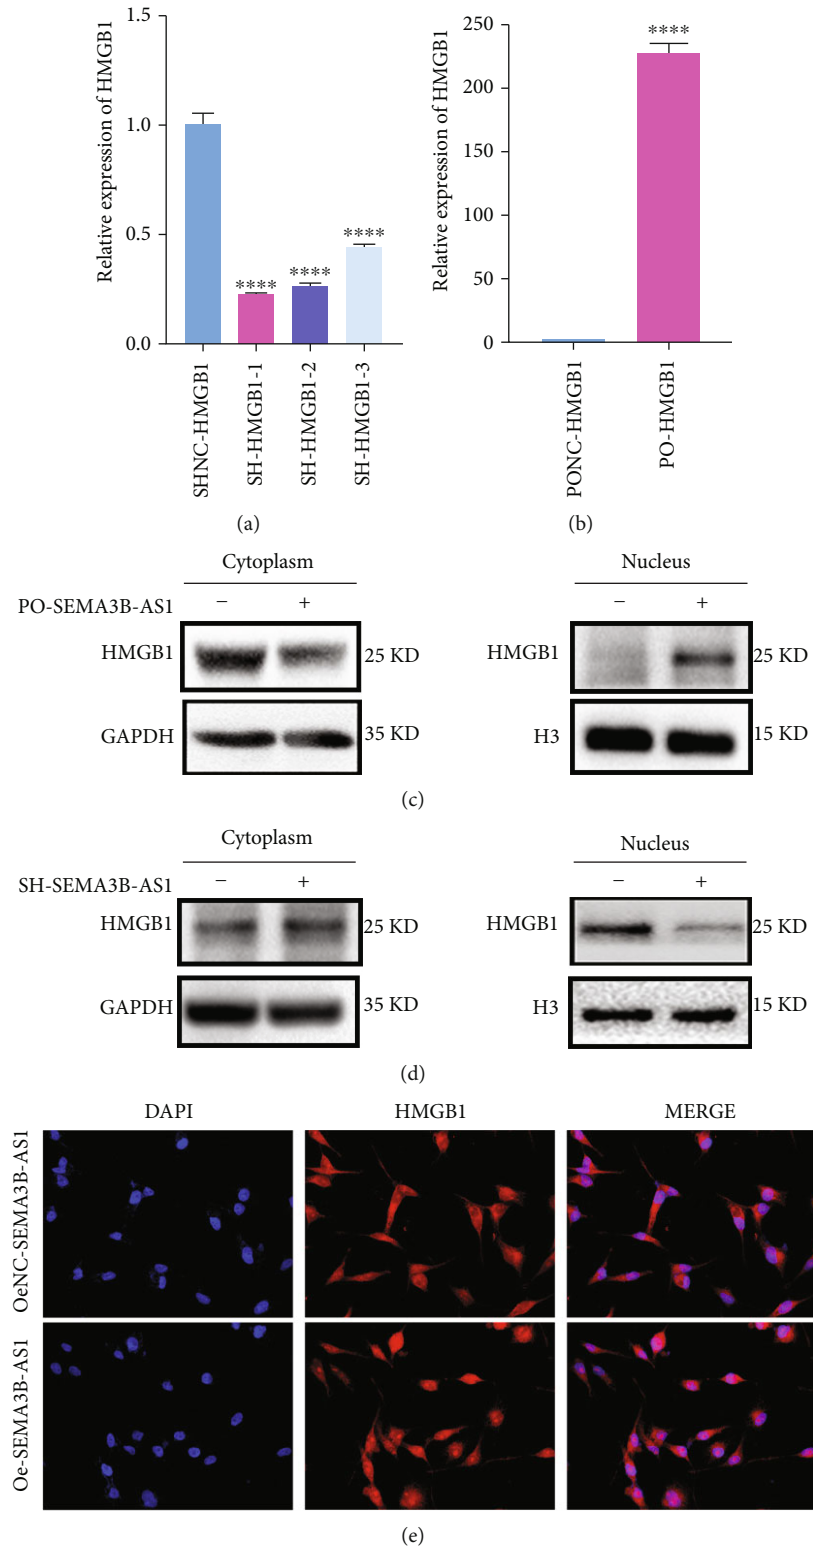 Relative expression of HMGB1
1.5
1.0
0.5
0.0
****
****
****
SHNC-HMGB1
SH-HMGB1-1
SH-HMGB1-2
SH-HMGB1-3
(a)
Relative expression of HMGB1
250
200
150
100
50
0
****
PONC-HMGB1
PO-HMGB1
(b)
Cytoplasm
Nucleus
PO-SEMA3B-AS1 – + – +
HMGB1 25 KD HMGB1 25 KD
GAPDH 35 KD H3 15 KD
(c)
Cytoplasm
Nucleus
SH-SEMA3B-AS1 – + – +
HMGB1 25 KD HMGB1 25 KD
GAPDH 35 KD H3 15 KD
(d)
DAPI HMGB1 MERGE
OeNC-SEMA3B-AS1
Oe-SEMA3B-AS1
(e)